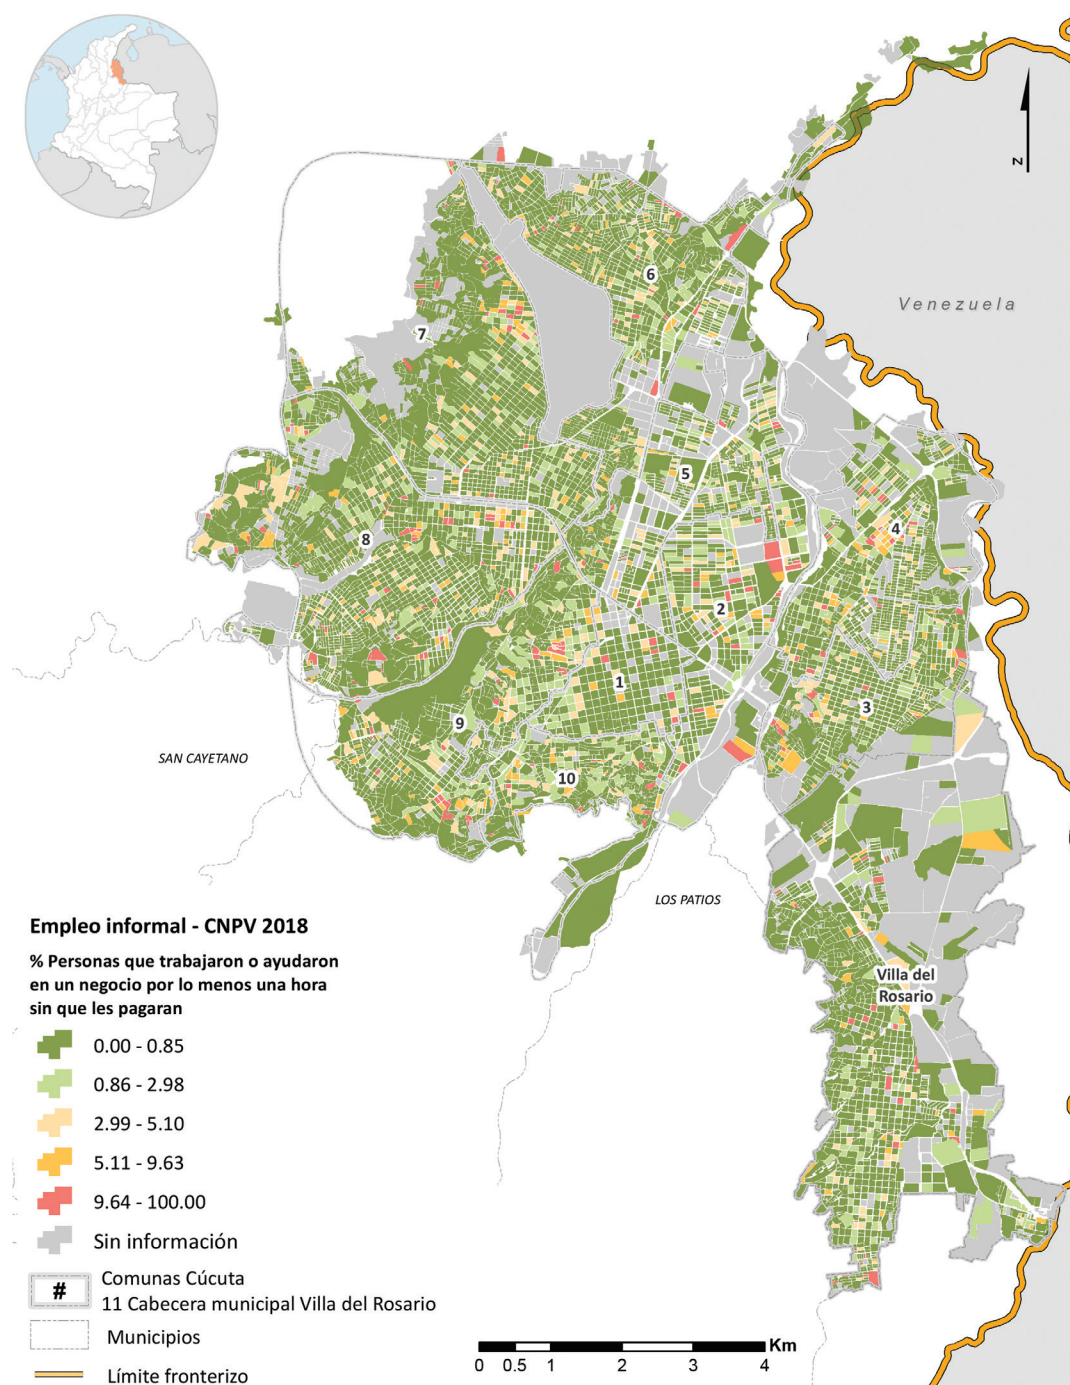 N
Venezuela
6
7
5
4
8
2
1
3
9
10
SAN CAYETANO
LOS PATIOS
Villa del
Rosario
Empleo informal - CNPV 2018
% Personas que trabajaron o ayudaron
en un negocio por lo menos una hora
sin que les pagaran
0.00 - 0.85
0.86 - 2.98
2.99 - 5.10
5.11 - 9.63
9.64 - 100.00
Sin información
# Comunas Cúcuta
11 Cabecera municipal Villa del Rosario
Municipios
Límite fronterizo
Km
0 0.5 1 2 3 4